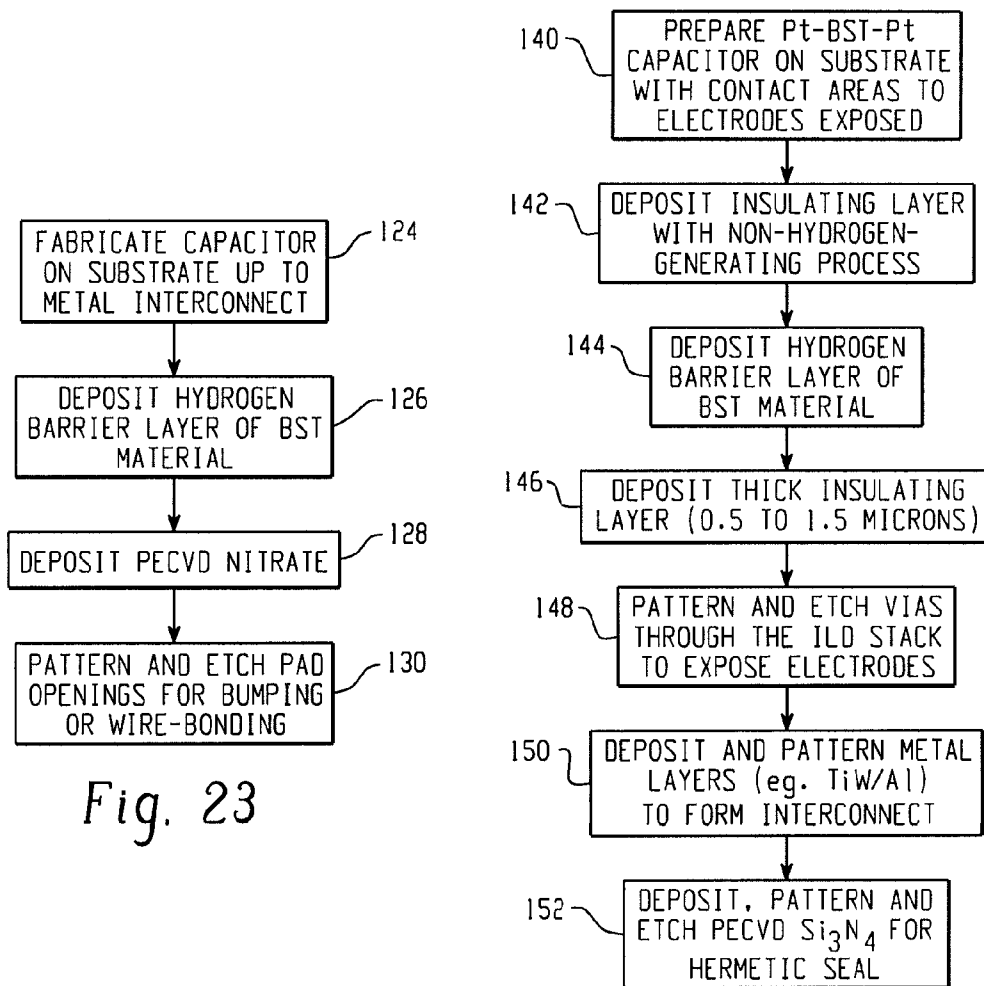 124
FABRICATE CAPACITOR
ON SUBSTRATE UP TO
METAL INTERCONNECT
126
DEPOSIT HYDROGEN
BARRIER LAYER OF BST
MATERIAL
128
DEPOSIT PECVD NITRATE
130
PATTERN AND ETCH PAD
OPENINGS FOR BUMPING
OR WIRE-BONDING
Fig. 23
140
PREPARE Pt-BST-Pt
CAPACITOR ON SUBSTRATE
WITH CONTACT AREAS TO
ELECTRODES EXPOSED
142
DEPOSIT INSULATING LAYER
WITH NON-HYDROGEN-
GENERATING PROCESS
144
DEPOSIT HYDROGEN
BARRIER LAYER OF
BST MATERIAL
146
DEPOSIT THICK INSULATING
LAYER (0.5 TO 1.5 MICRONS)
148
PATTERN AND ETCH VIAS
THROUGH THE ILD STACK
TO EXPOSE ELECTRODES
150
DEPOSIT AND PATTERN METAL
LAYERS (eg. TiW/Al)
TO FORM INTERCONNECT
152
DEPOSIT, PATTERN AND
ETCH PECVD Si₃N₄ FOR
HERMETIC SEAL